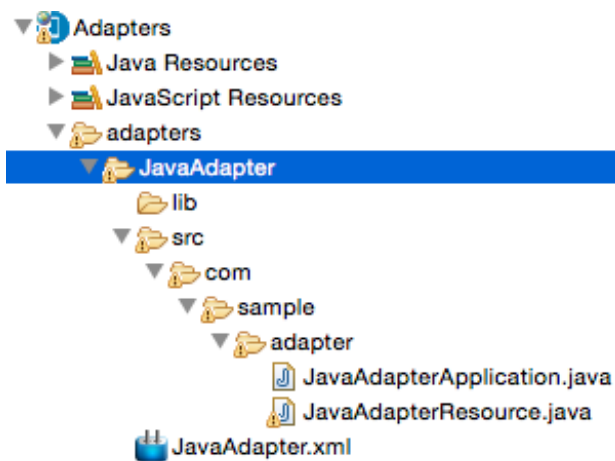 Adapters
Java Resources
JavaScript Resources
adapters
JavaAdapter
lib
src
com
sample
adapter
JavaAdapterApplication.java
JavaAdapterResource.java
JavaAdapter.xml